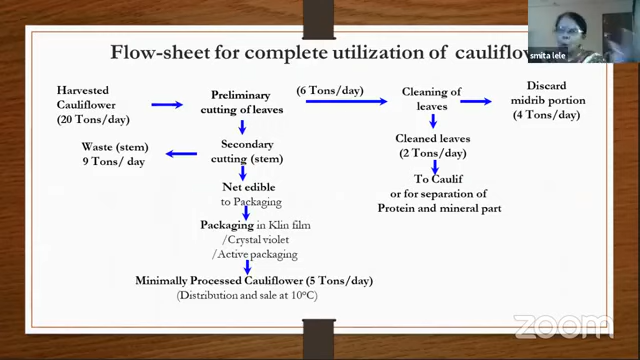 Flow-sheet for complete utilization of cauliflow
smita lele
Harvested
Cauliflower
(20 Tons/day)
Preliminary
cutting of leaves
(6 Tons/day)
Cleaning of
leaves
Discard
midrib portion
(4 Tons/day)
Waste (stem)
9 Tons/ day
Secondary
cutting (stem)
Cleaned leaves
(2 Tons/day)
Net edible
to Packaging
To Caulif
or for separation of
Protein and mineral part
Packaging in Klin film
/Crystal violet
/Active packaging
Minimally Processed Cauliflower (5 Tons/day)
(Distribution and sale at 10°C)
zoom